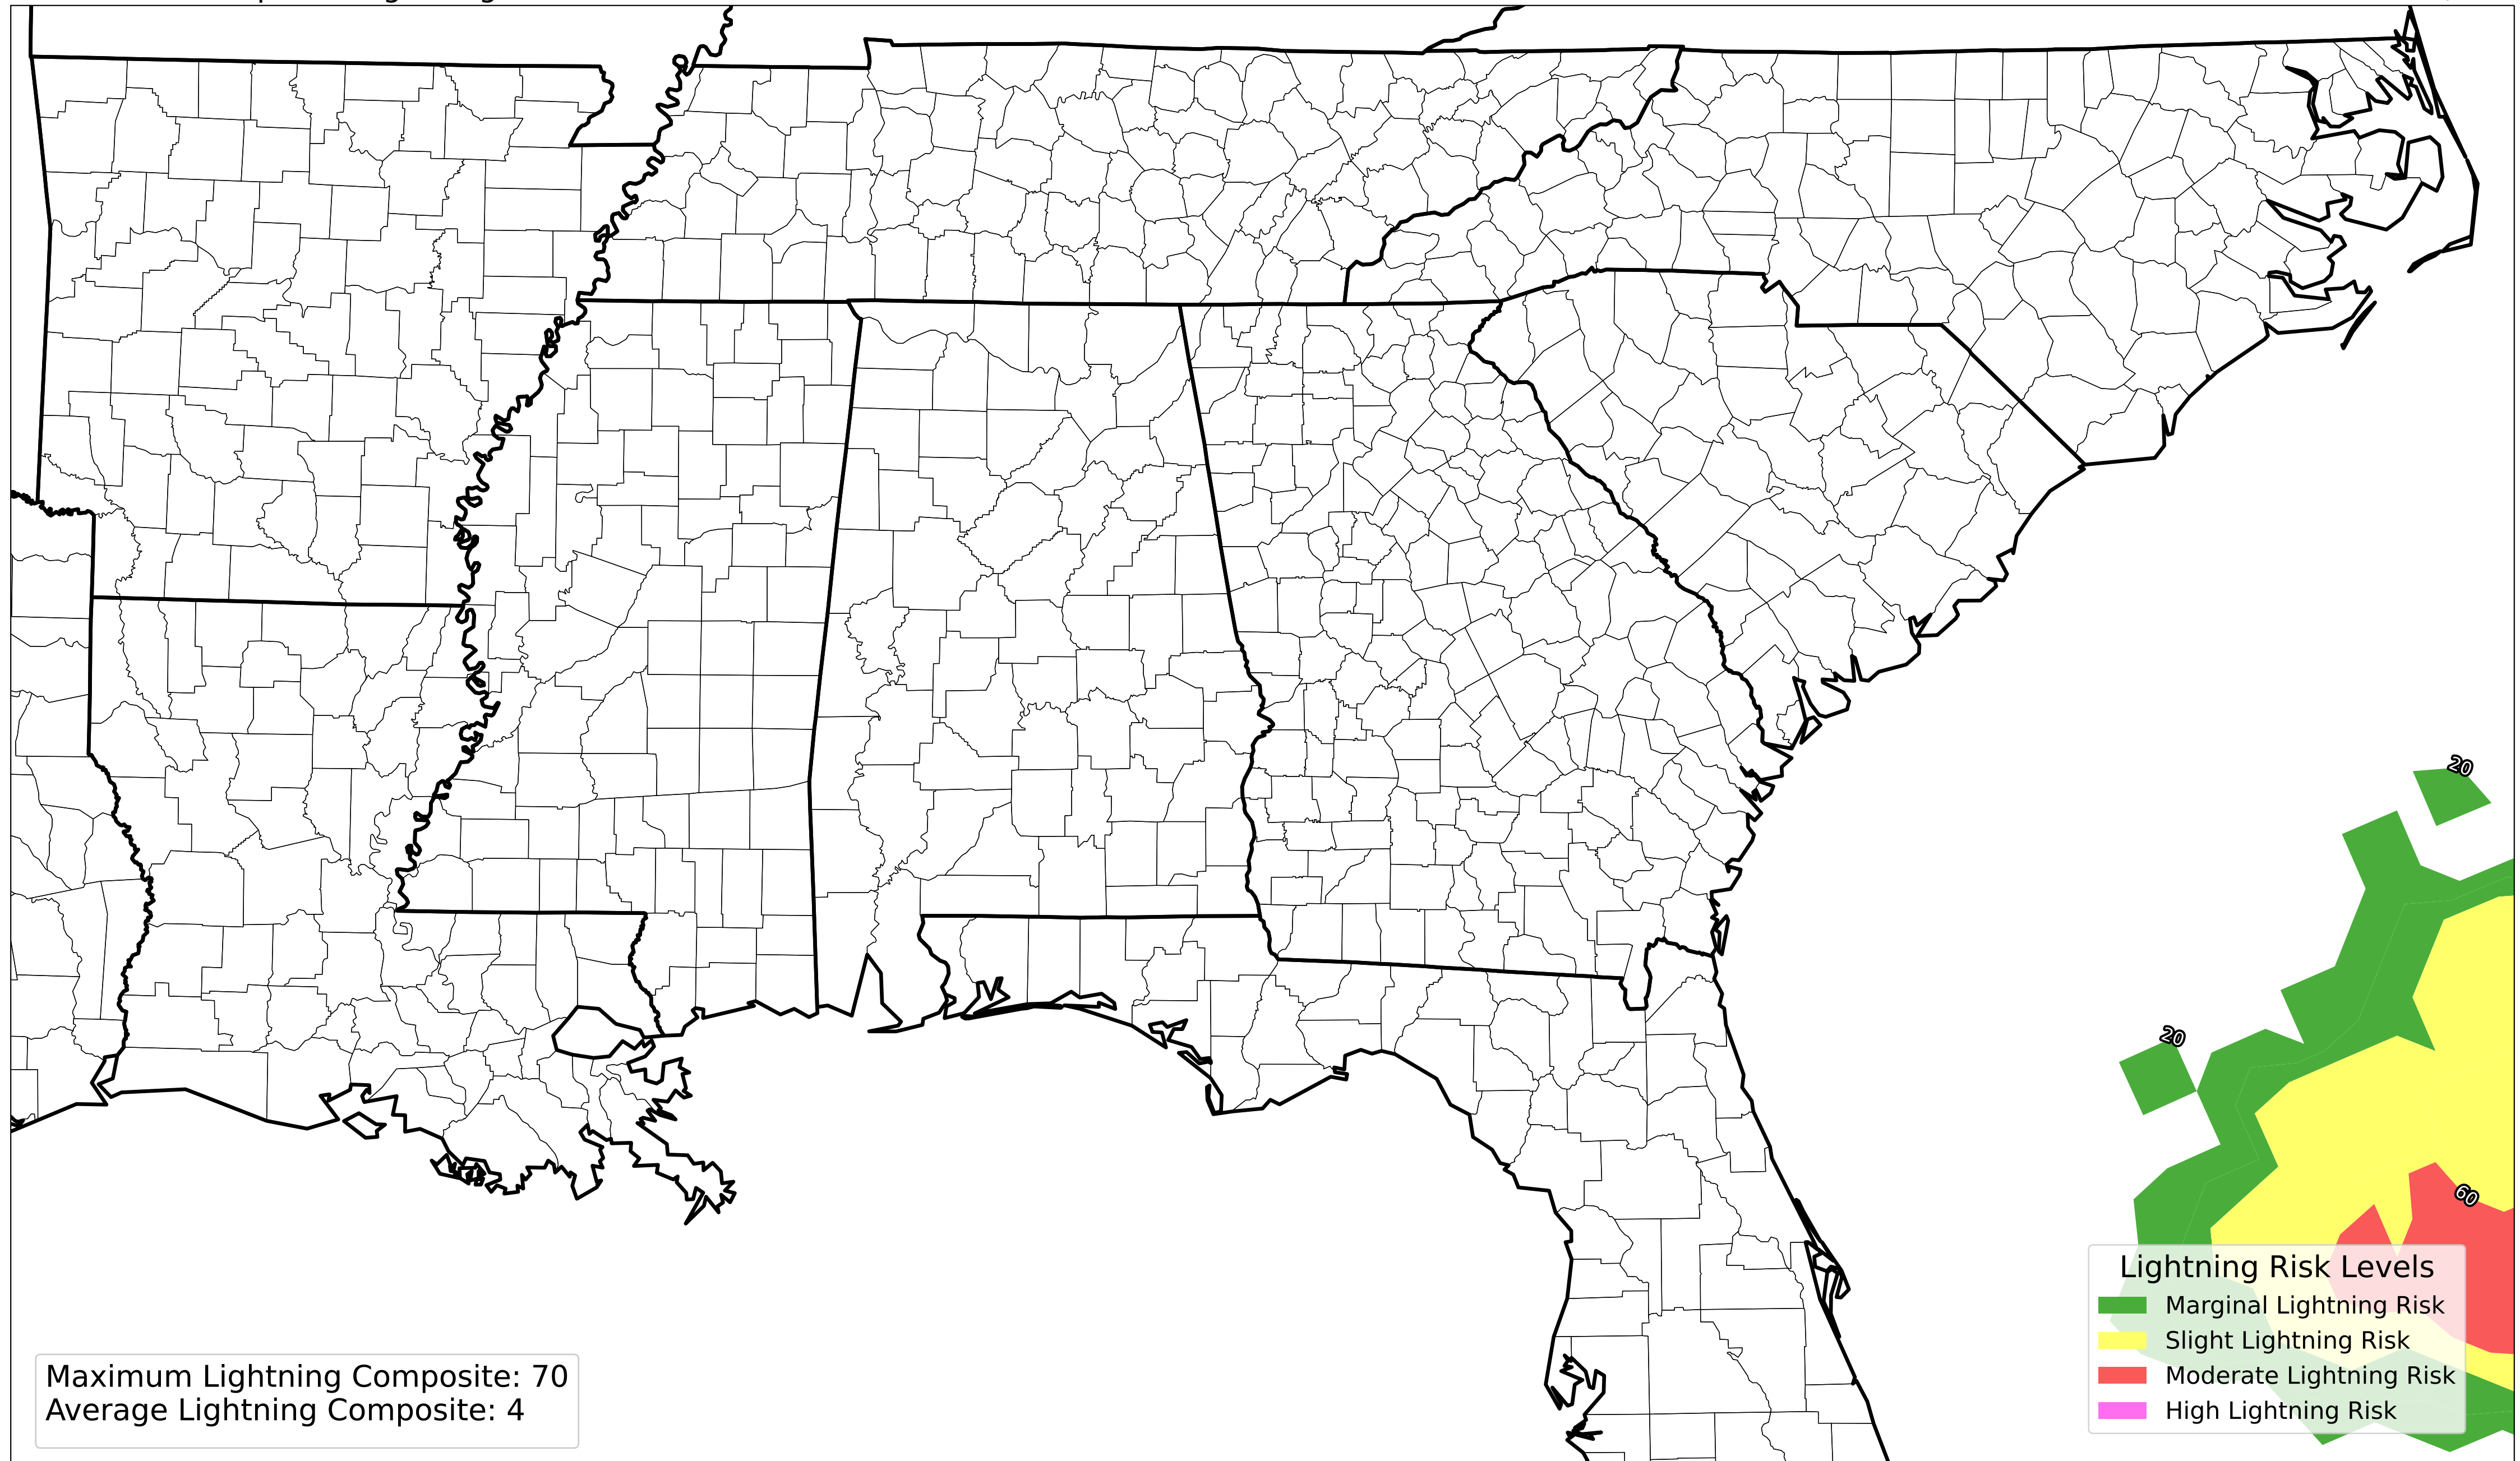 20
20
60
Lightning Risk Levels
Marginal Lightning Risk
Slight Lightning Risk
Moderate Lightning Risk
High Lightning Risk
Maximum Lightning Composite: 70
Average Lightning Composite: 4